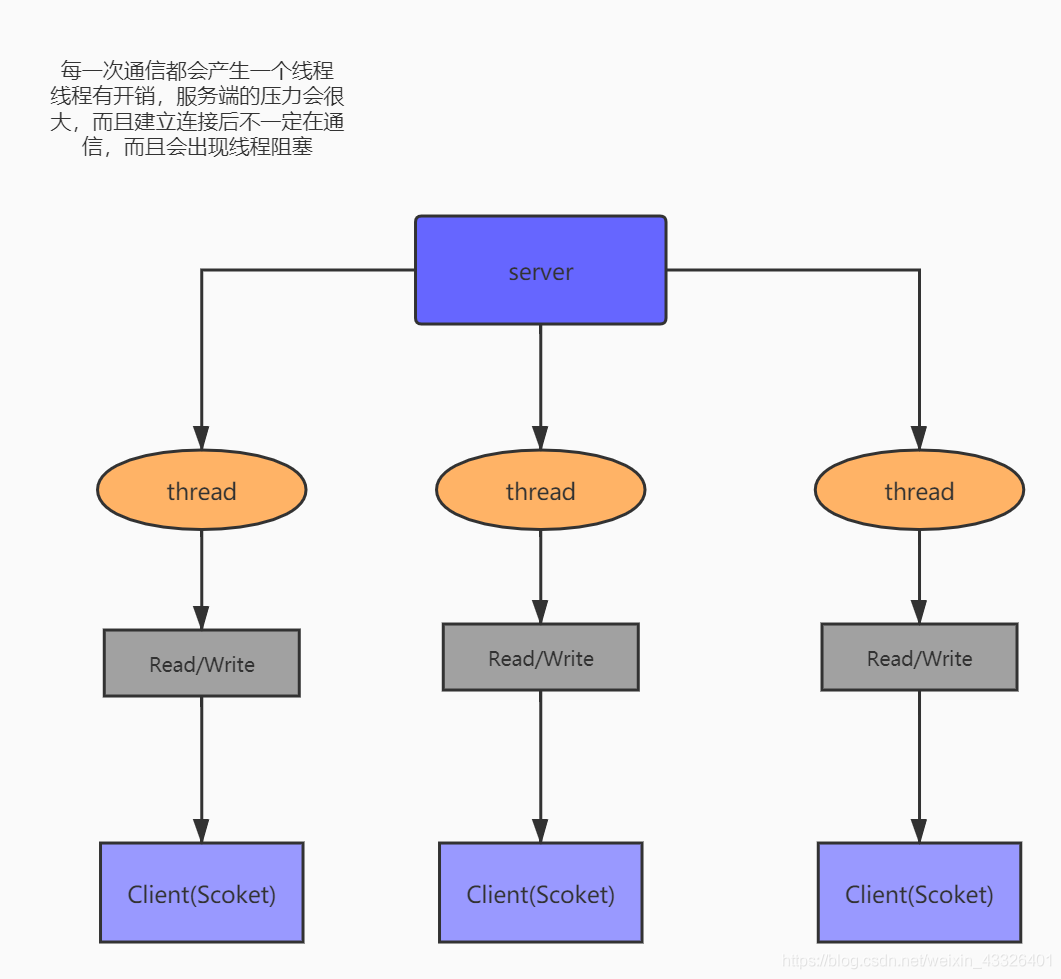 每一次通信都会产生一个线程
线程有开销，服务端的压力会很
大，而且建立连接后不一定在通
信，而且会出现线程阻塞
server
thread
thread
thread
Read/Write
Read/Write
Read/Write
Client(Scoket)
Client(Scoket)
Client(Scoket)
https://blog.csdn.net/weixin_43326401